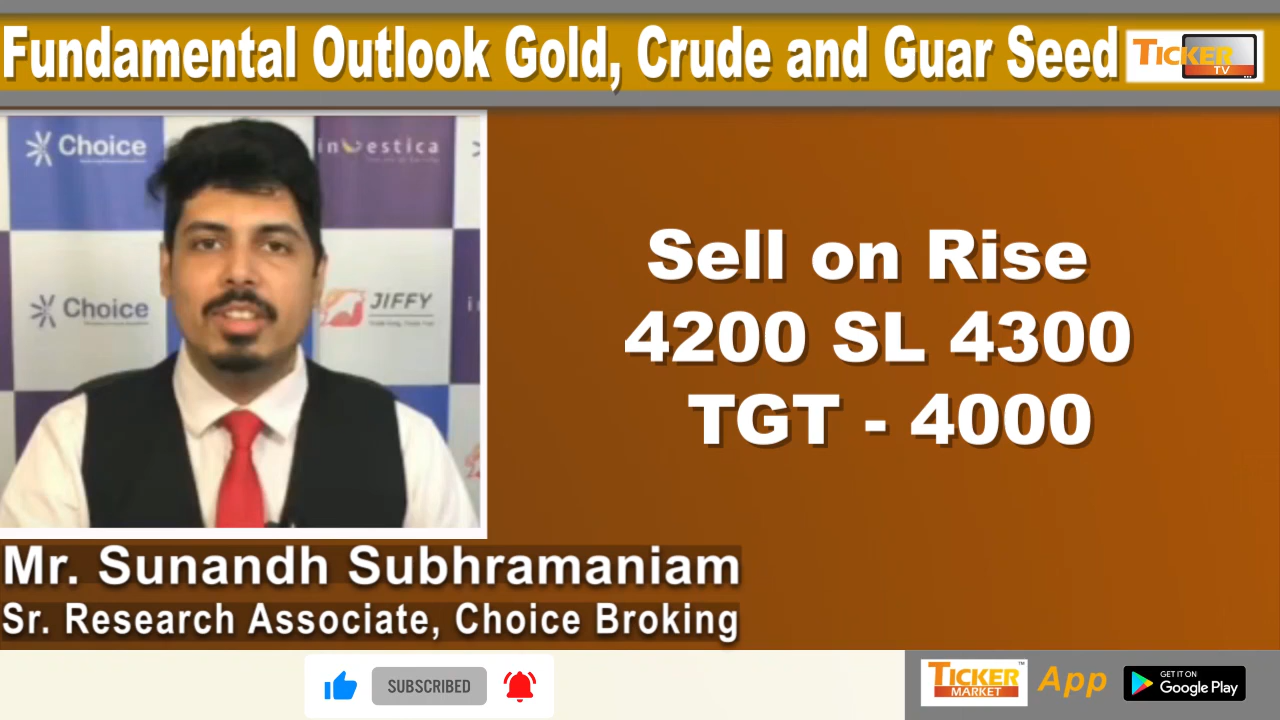 Fundamental Outlook Gold, Crude and Guar Seed
TICKER
TV
Choice
investica
Choice
JIFFY
Sell on Rise
4200 SL 4300
TGT - 4000
Mr. Sunandh Subhramaniam
Sr. Research Associate, Choice Broking
SUBSCRIBED
TICKER
MARKET
TM
App
GET IT ON
Google Play